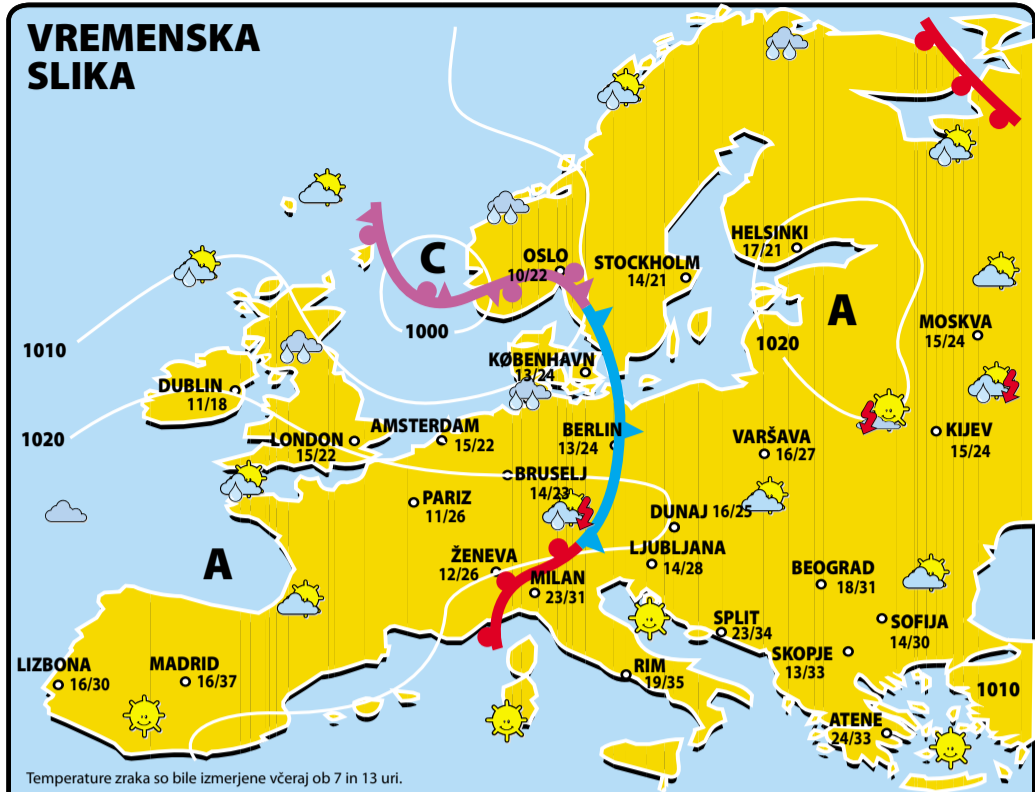 VREMENSKA
SLIKA
HELSINKI
17/21
OSLO
10/22
STOCKHOLM
14/21
C
A
1000
MOSKVA
15/24
1010
1020
KØBENHAVN
13/24
DUBLIN
11/18
1020
LONDON
15/22
AMSTERDAM
15/22
BERLIN
13/24
VARŠAVA
16/27
KIJEV
15/24
BRUSELJ
14/23
PARIZ
11/26
DUNAJ 16/25
A
ŽENEVA
12/26
LJUBLJANA
14/28
MILAN
23/31
BEOGRAD
18/31
SPLIT
23/34
SOFIJA
14/30
SKOPJE
13/33
LIZBONA
16/30
MADRID
16/37
RIM
19/35
1010
ATENE
24/33
Temperature zraka so bile izmerjene včeraj ob 7 in 13 uri.